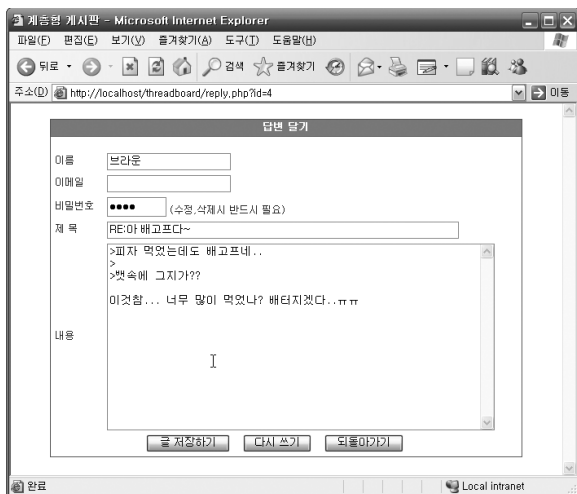 계층형 게시판 - Microsoft Internet Explorer
파일(F) 편집(E) 보기(V) 즐겨찾기(A) 도구(T) 도움말(H)
뒤로 검색 즐겨찾기
주소(D) http://localhost/threadboard/reply.php?id=4 이동
답변 달기
이름 브라운
이메일
비밀번호 •••• (수정,삭제시 반드시 필요)
제 목 RE:아 배고프다~
>피자 먹었는데도 배고프네..
>
>뱃속에 그지가??
이것참... 너무 많이 먹었나? 배터지겠다..ㅠㅠ
내용
글 저장하기 다시 쓰기 되돌아가기
완료 Local intranet